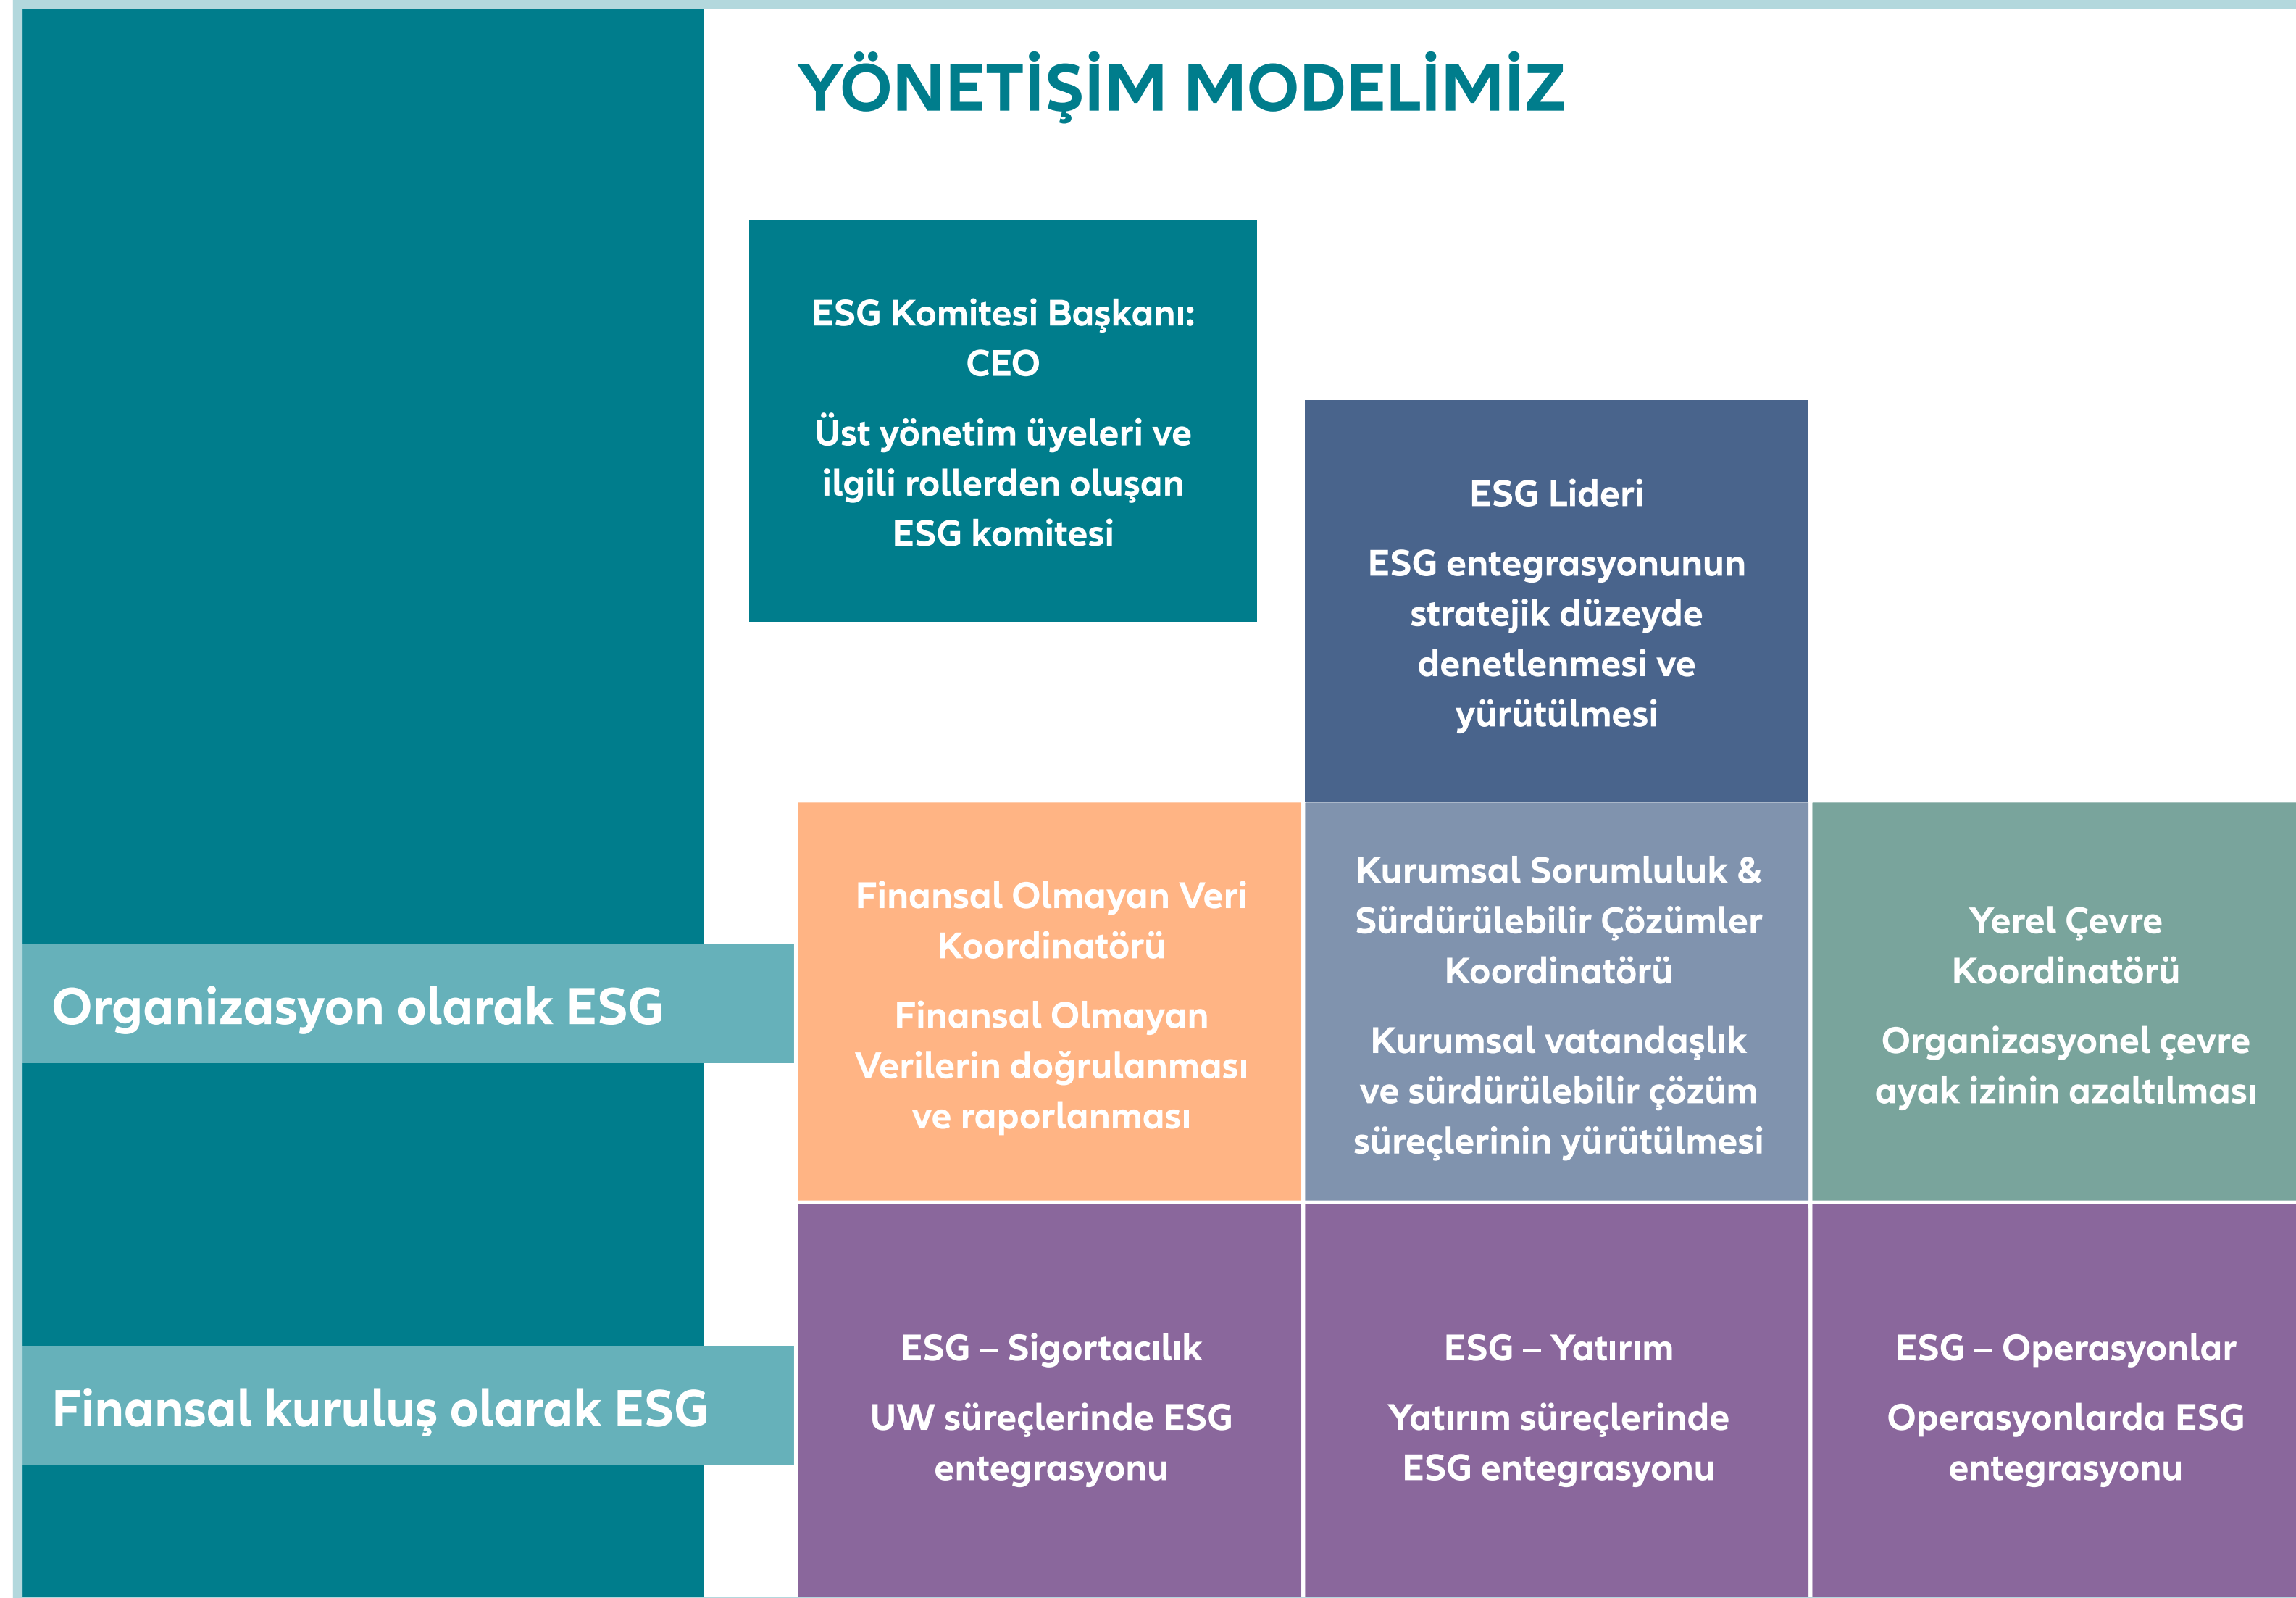 YÖNETİŞİM MODELİMİZ
ESG Komitesi Başkanı:
CEO
Üst yönetim üyeleri ve
ilgili rollerden oluşan
ESG komitesi
ESG Lideri
ESG entegrasyonunun
stratejik düzeyde
denetlenmesi ve
yürütülmesi
Organizasyon olarak ESG
Finansal Olmayan Veri
Koordinatörü
Finansal Olmayan
Verilerin doğrulanması
ve raporlanması
Kurumsal Sorumluluk &
Sürdürülebilir Çözümler
Koordinatörü
Kurumsal vatandaşlık
ve sürdürülebilir çözüm
süreçlerinin yürütülmesi
Yerel Çevre
Koordinatörü
Organizasyonel çevre
ayak izinin azaltılması
Finansal kuruluş olarak ESG
ESG – Sigortacılık
UW süreçlerinde ESG
entegrasyonu
ESG – Yatırım
Yatırım süreçlerinde
ESG entegrasyonu
ESG – Operasyonlar
Operasyonlarda ESG
entegrasyonu